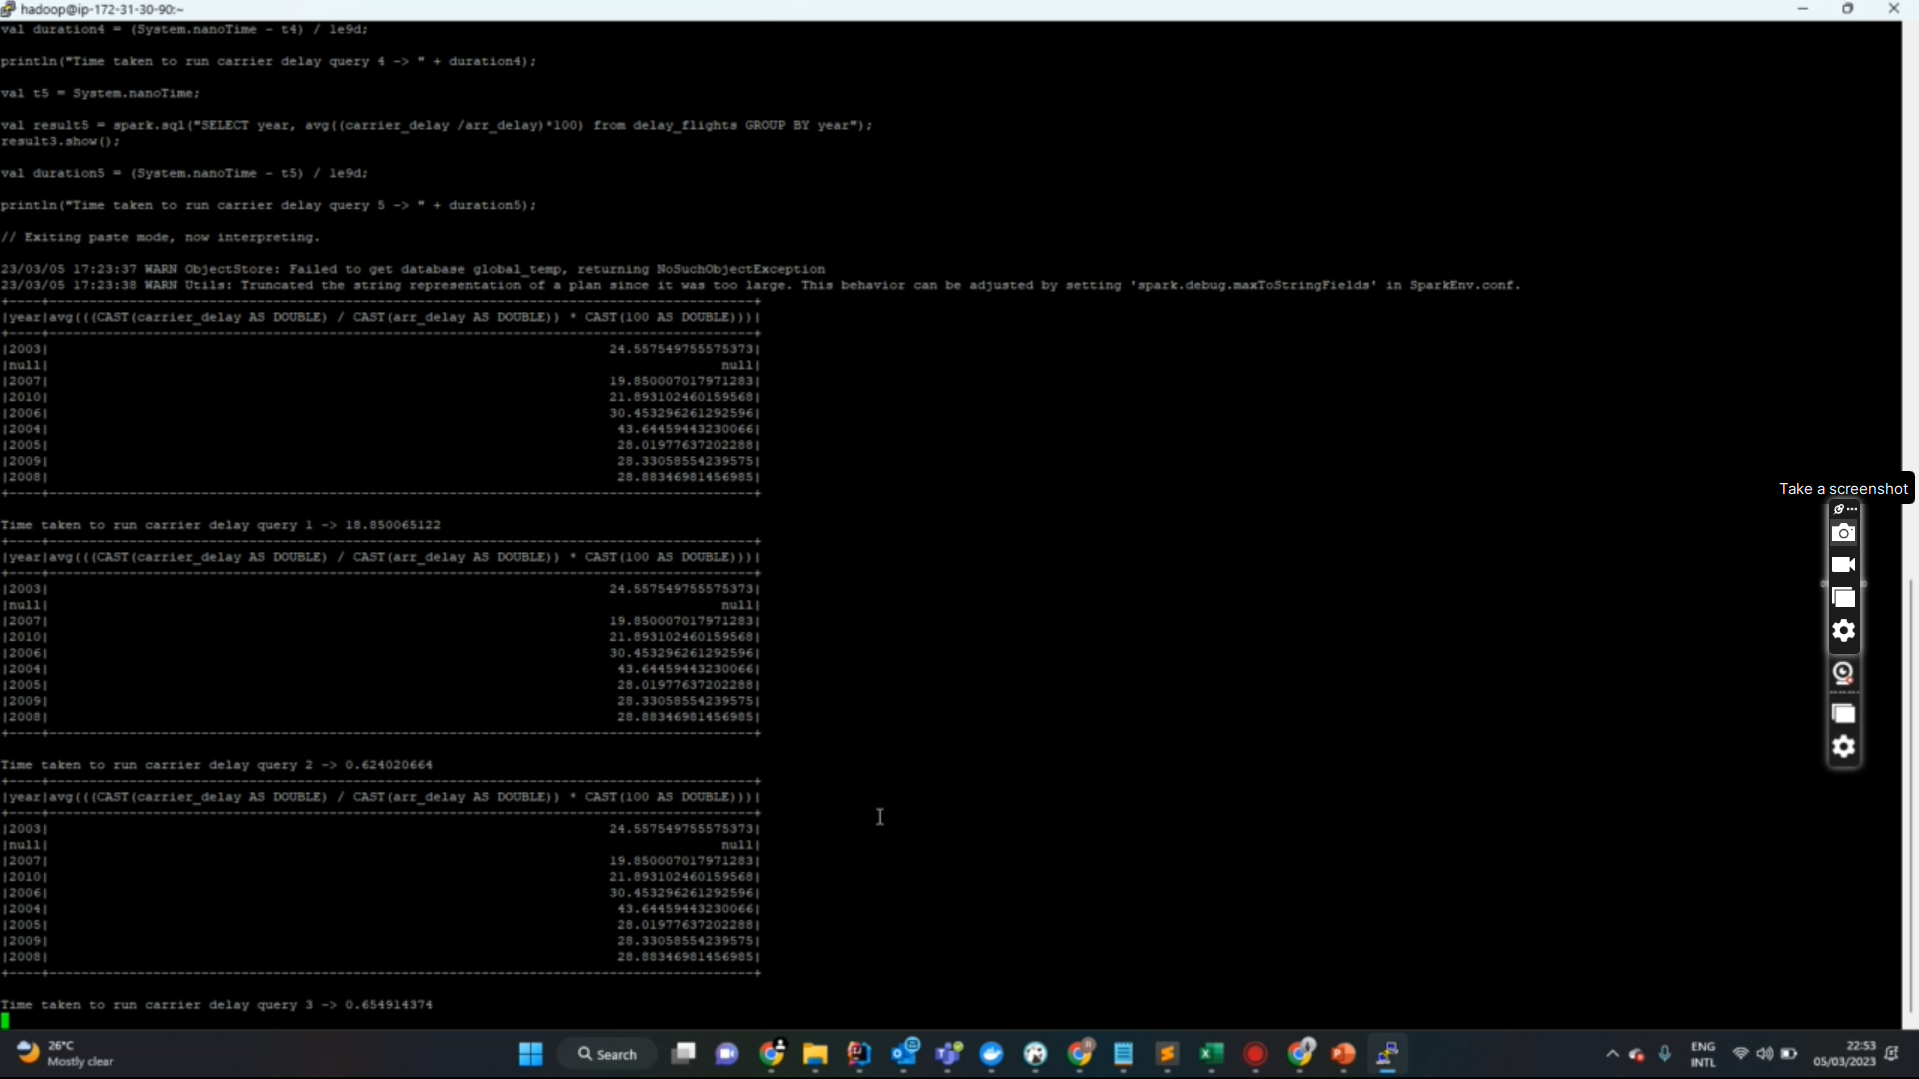 hadoop@ip-172-31-30-90:~
val duration4 = (System.nanoTime - t4) / 1e9d;
println("Time taken to run carrier delay query 4 -> " + duration4);
val t5 = System.nanoTime;
val result5 = spark.sql("SELECT year, avg((carrier_delay /arr_delay)*100) from delay_flights GROUP BY year");
result3.show();
val duration5 = (System.nanoTime - t5) / 1e9d;
println("Time taken to run carrier delay query 5 -> " + duration5);
// Exiting paste mode, now interpreting.
23/03/05 17:23:37 WARN ObjectStore: Failed to get database global_temp, returning NoSuchObjectException
23/03/05 17:23:38 WARN Utils: Truncated the string representation of a plan since it was too large. This behavior can be adjusted by setting 'spark.debug.maxToStringFields' in SparkEnv.conf.
|year|avg(((CAST(carrier_delay AS DOUBLE) / CAST(arr_delay AS DOUBLE)) * CAST(100 AS DOUBLE)))|
|2003| 24.557549755575373|
|null| null|
|2007| 19.850007017971283|
|2010| 21.893102460159568|
|2006| 30.453296261292596|
|2004| 43.64459443230066|
|2005| 28.01977637202288|
|2009| 28.33058554239575|
|2008| 28.88346981456985|
Time taken to run carrier delay query 1 -> 18.850065122
|year|avg(((CAST(carrier_delay AS DOUBLE) / CAST(arr_delay AS DOUBLE)) * CAST(100 AS DOUBLE)))|
|2003| 24.557549755575373|
|null| null|
|2007| 19.850007017971283|
|2010| 21.893102460159568|
|2006| 30.453296261292596|
|2004| 43.64459443230066|
|2005| 28.01977637202288|
|2009| 28.33058554239575|
|2008| 28.88346981456985|
Time taken to run carrier delay query 2 -> 0.624020664
|year|avg(((CAST(carrier_delay AS DOUBLE) / CAST(arr_delay AS DOUBLE)) * CAST(100 AS DOUBLE)))|
|2003| 24.557549755575373|
|null| null|
|2007| 19.850007017971283|
|2010| 21.893102460159568|
|2006| 30.453296261292596|
|2004| 43.64459443230066|
|2005| 28.01977637202288|
|2009| 28.33058554239575|
|2008| 28.88346981456985|
Time taken to run carrier delay query 3 -> 0.654914374
Take a screenshot
26°C
Mostly clear
Search
ENG
INTL
22:53
05/03/2023